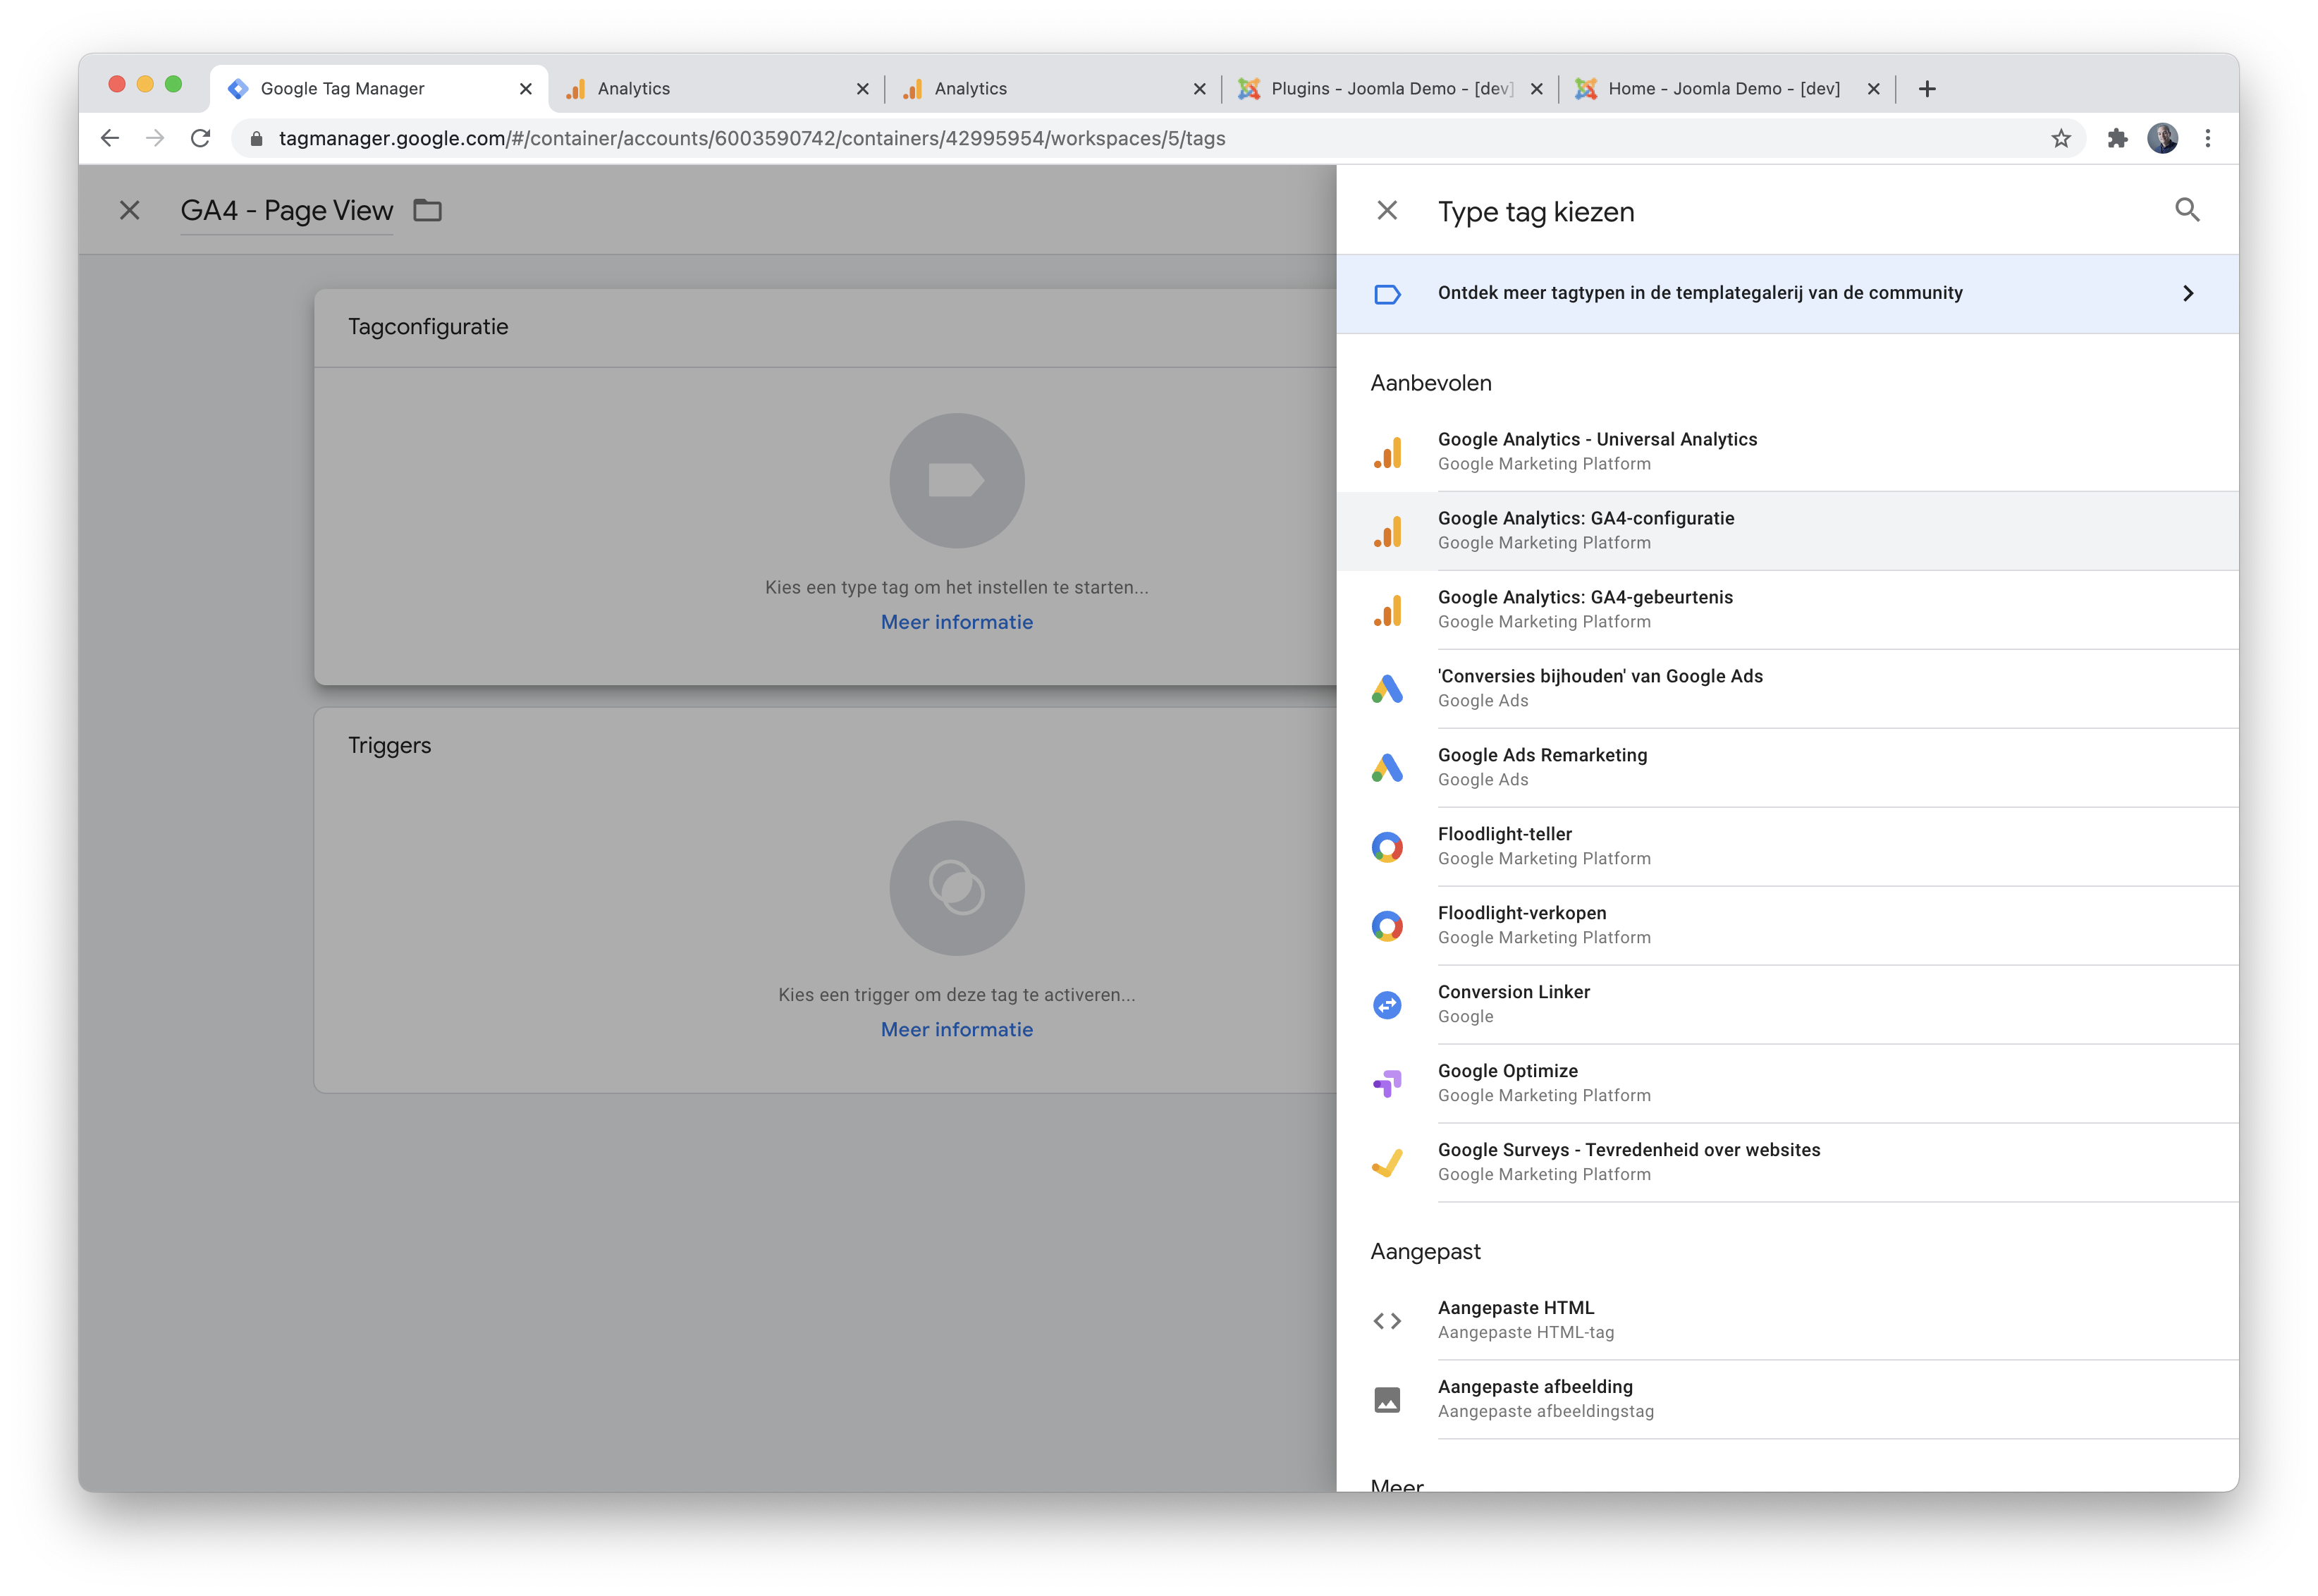 Google Tag Manager
Analytics
Analytics
Plugins - Joomla Demo - [dev]
Home - Joomla Demo - [dev]
tagmanager.google.com/#/container/accounts/6003590742/containers/42995954/workspaces/5/tags
GA4 - Page View
Tagconfiguratie
Kies een type tag om het instellen te starten...
Meer informatie
Triggers
Kies een trigger om deze tag te activeren...
Meer informatie
Type tag kiezen
Ontdek meer tagtypen in de templategalerij van de community
Aanbevolen
Google Analytics - Universal Analytics
Google Marketing Platform
Google Analytics: GA4-configuratie
Google Marketing Platform
Google Analytics: GA4-gebeurtenis
Google Marketing Platform
'Conversies bijhouden' van Google Ads
Google Ads
Google Ads Remarketing
Google Ads
Floodlight-teller
Google Marketing Platform
Floodlight-verkopen
Google Marketing Platform
Conversion Linker
Google
Google Optimize
Google Marketing Platform
Google Surveys - Tevredenheid over websites
Google Marketing Platform
Aangepast
Aangepaste HTML
Aangepaste HTML-tag
Aangepaste afbeelding
Aangepaste afbeeldingstag
Meer